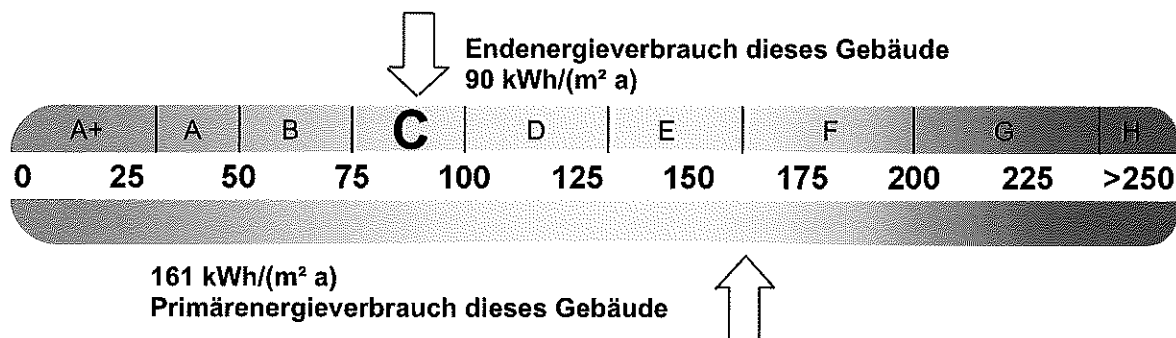 Endenergieverbrauch dieses Gebäude
90 kWh/(m² a)
A+ A B C D E F G H
0 25 50 75 100 125 150 175 200 225 >250
161 kWh/(m² a)
Primärenergieverbrauch dieses Gebäude